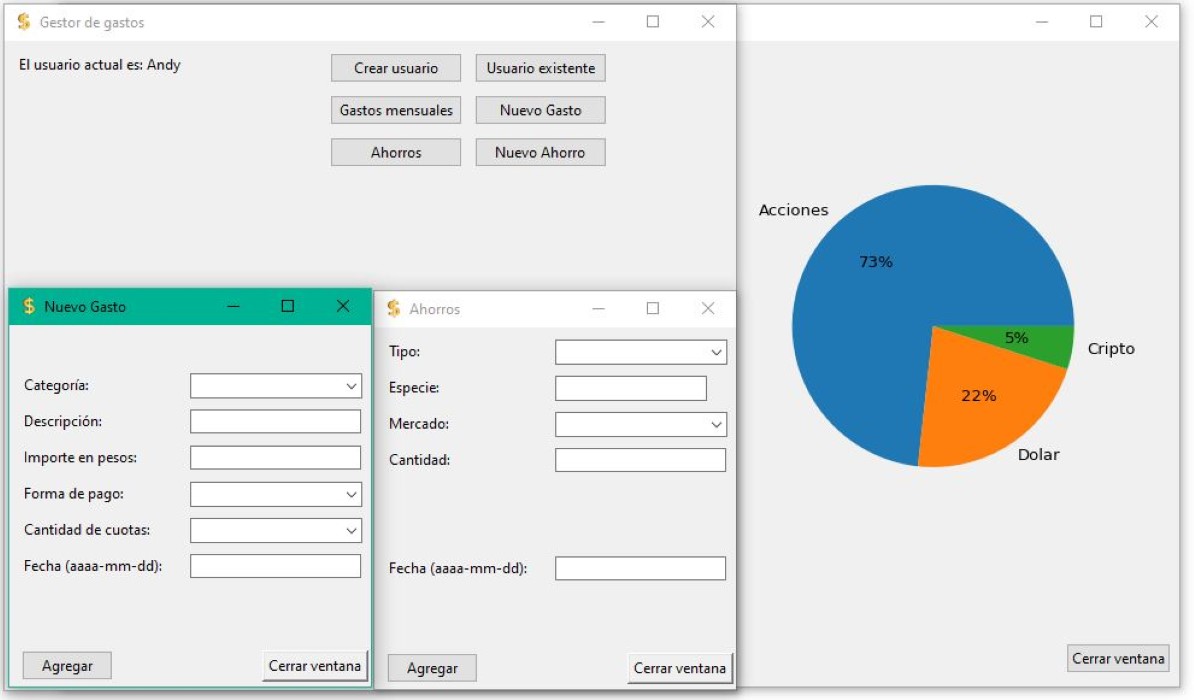 Gestor de gastos
El usuario actual es: Andy
Crear usuario
Usuario existente
Gastos mensuales
Nuevo Gasto
Ahorros
Nuevo Ahorro
Nuevo Gasto
Categoría:
Descripción:
Importe en pesos:
Forma de pago:
Cantidad de cuotas:
Fecha (aaaa-mm-dd):
Agregar
Cerrar ventana
Ahorros
Tipo:
Especie:
Mercado:
Cantidad:
Fecha (aaaa-mm-dd):
Agregar
Cerrar ventana
Acciones
73%
5%
Cripto
22%
Dolar
Cerrar ventana